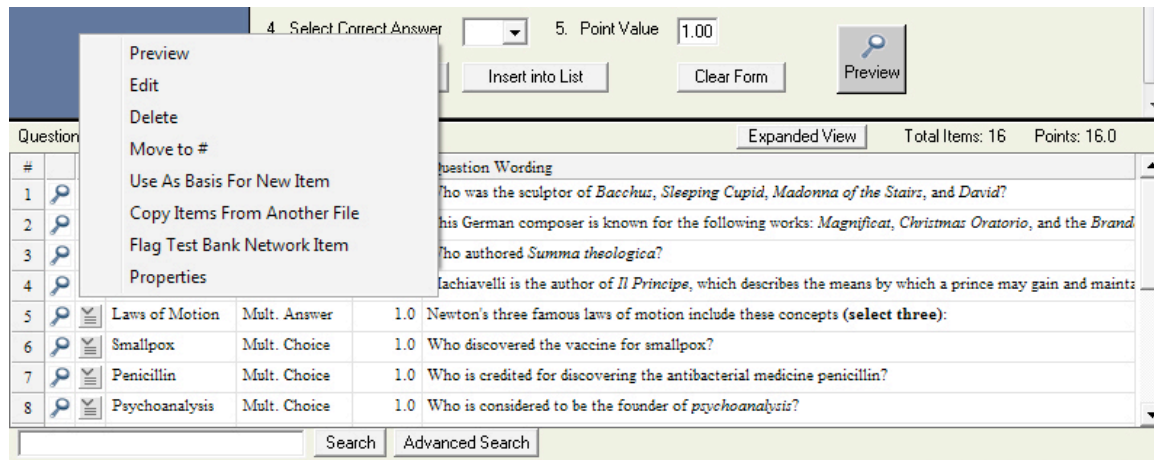 4. Select Correct Answer 5. Point Value 1.00
Preview
Insert into List Clear Form
Preview
Edit
Delete
Move to #
Use As Basis For New Item
Copy Items From Another File
Flag Test Bank Network Item
Properties
Question Expanded View Total Items: 16 Points: 16.0
# Question Wording
1 Who was the sculptor of Bacchus, Sleeping Cupid, Madonna of the Stairs, and David?
2 This German composer is known for the following works: Magnificat, Christmas Oratorio, and the Brand
3 Who authored Summa theologica?
4 Machiavelli is the author of Il Principe, which describes the means by which a prince may gain and mainta
5 Laws of Motion Mult. Answer 1.0 Newton's three famous laws of motion include these concepts (select three):
6 Smallpox Mult. Choice 1.0 Who discovered the vaccine for smallpox?
7 Penicillin Mult. Choice 1.0 Who is credited for discovering the antibacterial medicine penicillin?
8 Psychoanalysis Mult. Choice 1.0 Who is considered to be the founder of psychoanalysis?
Search Advanced Search